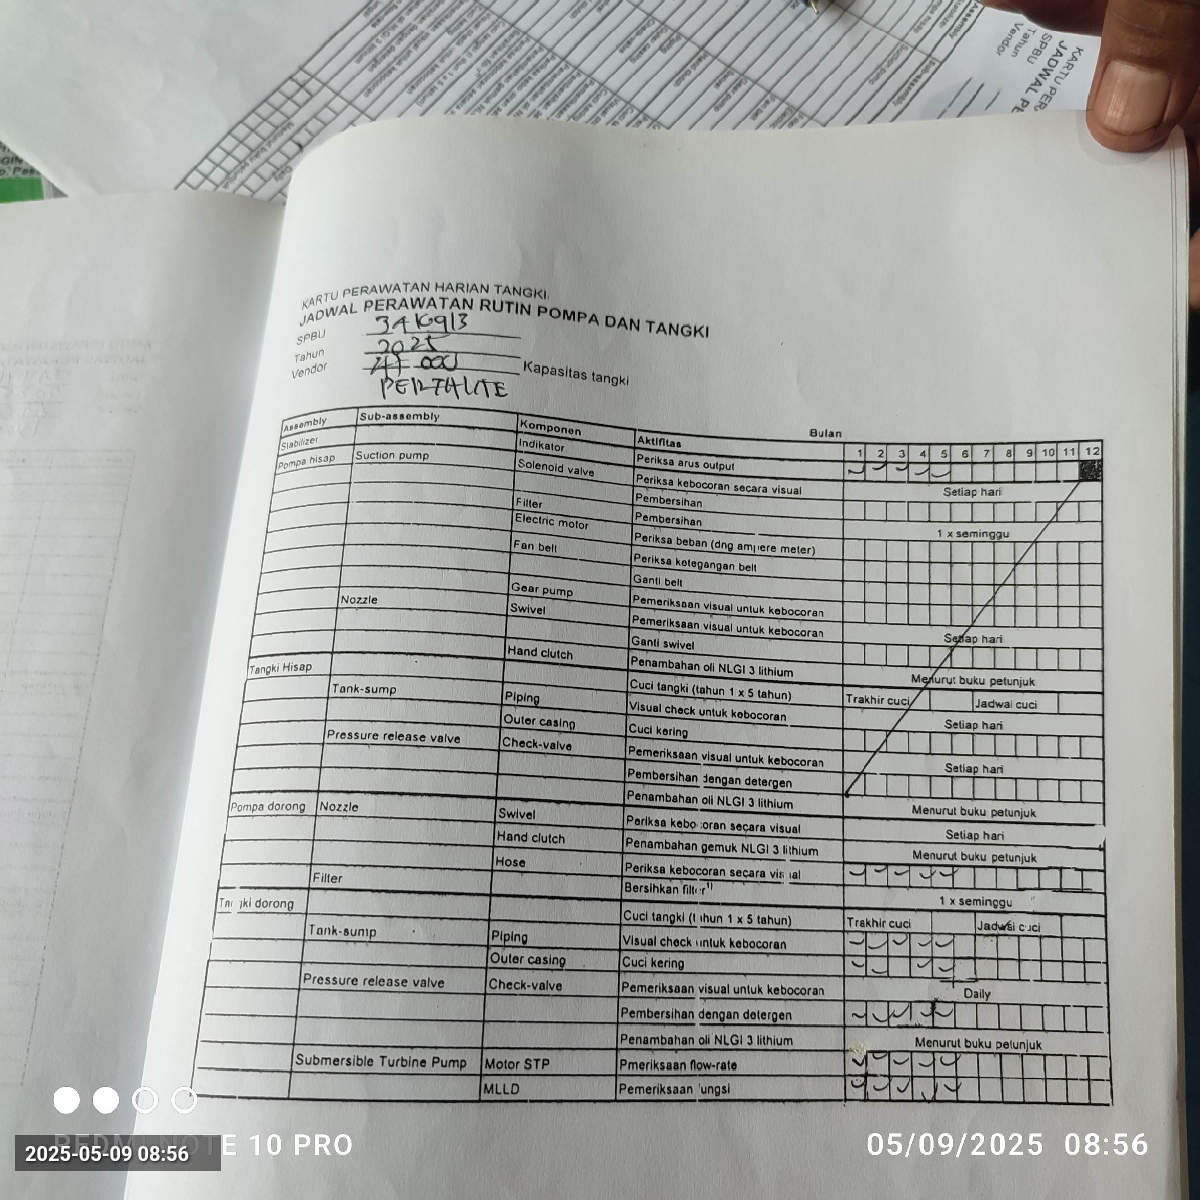 KARTU PERAWATAN HARIAN TANGKI
JADWAL PERAWATAN RUTIN POMPA DAN TANGKI
SPBU 3416913
Tahun 2025
Vendor Kapasitas tangki
PERTALITE
Assembly Sub-assembly Komponen Aktifitas Bulan
1 2 3 4 5 6 7 8 9 10 11 12
Stabilizer Indikator Periksa arus output
Pompa hisap Suction pump Solenoid valve Periksa kebocoran secara visual Setiap hari
Pembersihan
Filter Pembersihan 1 x seminggu
Electric motor Periksa beban (dng ampere meter)
Fan belt Periksa ketegangan belt
Ganti belt
Gear pump Pemeriksaan visual untuk kebocoran
Nozzle Swivel Pemeriksaan visual untuk kebocoran Setiap hari
Ganti swivel
Hand clutch Penambahan oli NLGI 3 lithium Menurut buku petunjuk
Tangki Hisap Cuci tangki (tahun 1 x 5 tahun) Trakhir cuci Jadwal cuci
Tank-sump Piping Visual check untuk kebocoran Setiap hari
Outer casing Cuci kering
Pressure release valve Check-valve Pemeriksaan visual untuk kebocoran Setiap hari
Pembersihan dengan detergen
Penambahan oli NLGI 3 lithium Menurut buku petunjuk
Pompa dorong Nozzle Swivel Periksa kebocoran secara visual Setiap hari
Hand clutch Penambahan gemuk NLGI 3 lithium Menurut buku petunjuk
Hose Periksa kebocoran secara visual
Filter Bersihkan filter 1 x seminggu
Tangki dorong Cuci tangki (tahun 1 x 5 tahun) Trakhir cuci Jadwal cuci
Tank-sump Piping Visual check untuk kebocoran
Outer casing Cuci kering
Pressure release valve Check-valve Pemeriksaan visual untuk kebocoran Daily
Pembersihan dengan detergen
Penambahan oli NLGI 3 lithium Menurut buku petunjuk
Submersible Turbine Pump Motor STP Pmeriksaan flow-rate
MLLD Pemeriksaan fungsi
NOTE 10 PRO
2025-05-09 08:56
05/09/2025 08:56